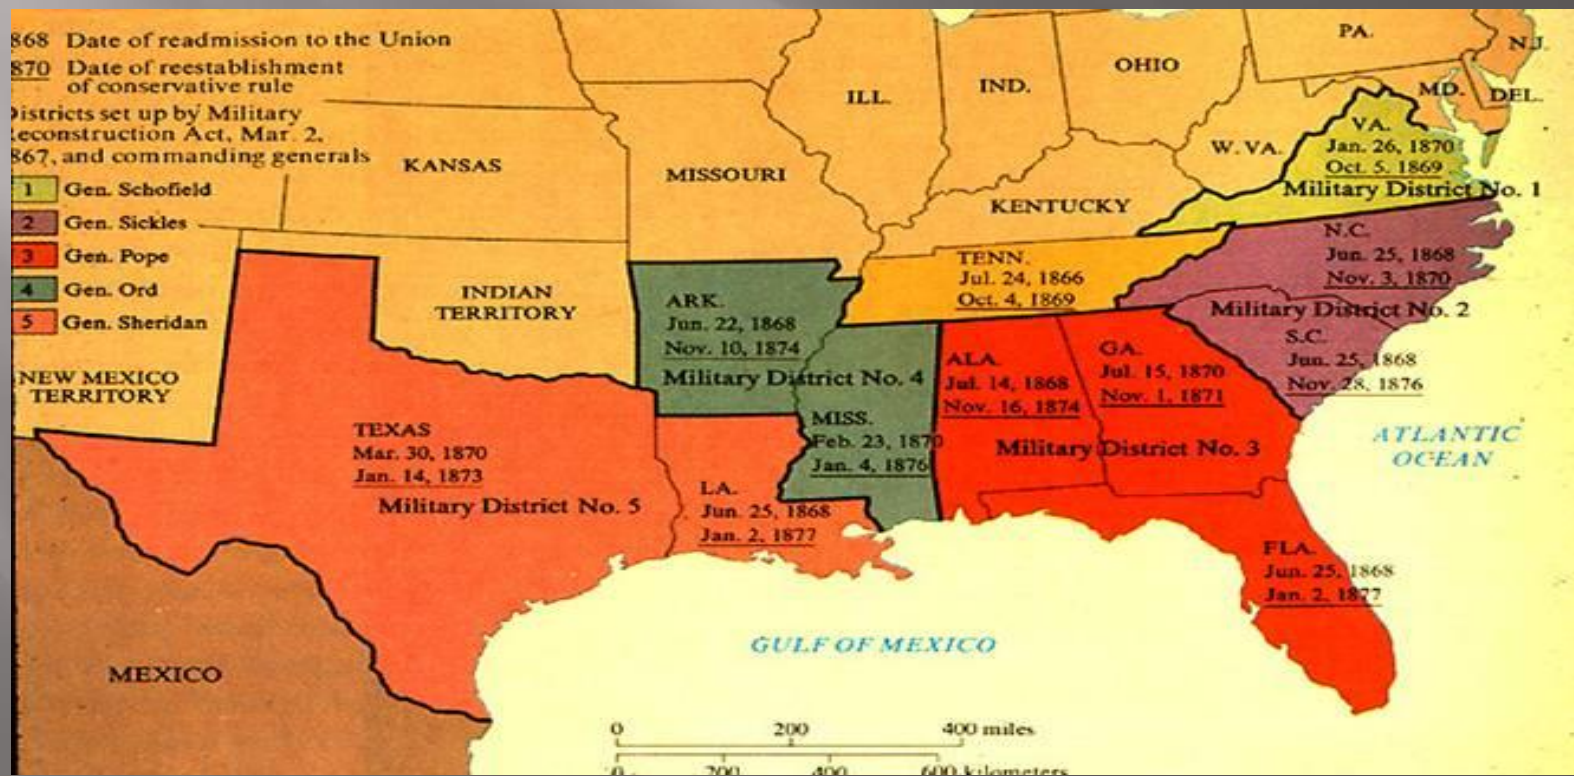 868 Date of readmission to the Union
870 Date of reestablishment
of conservative rule
Districts set up by Military
Reconstruction Act, Mar. 2,
867, and commanding generals
1 Gen. Schofield
2 Gen. Sickles
3 Gen. Pope
4 Gen. Ord
5 Gen. Sheridan
KANSAS
MISSOURI
ILL.
IND.
OHIO
PA.
N.J.
MD.
DEL.
W. VA.
KENTUCKY
VA.
Jan. 26, 1870
Oct. 5, 1869
Military District No. 1
N.C.
Jun. 25, 1868
Nov. 3, 1870
Military District No. 2
S.C.
Jun. 25, 1868
Nov. 28, 1876
TENN.
Jul. 24, 1866
Oct. 4, 1869
INDIAN
TERRITORY
NEW MEXICO
TERRITORY
ARK.
Jun. 22, 1868
Nov. 10, 1874
Military District No. 4
MISS.
Feb. 23, 1870
Jan. 4, 1876
ALA.
Jul. 14, 1868
Nov. 16, 1874
GA.
Jul. 15, 1870
Nov. 1, 1871
Military District No. 3
FLA.
Jun. 25, 1868
Jan. 2, 1877
TEXAS
Mar. 30, 1870
Jan. 14, 1873
Military District No. 5
LA.
Jun. 25, 1868
Jan. 2, 1877
ATLANTIC
OCEAN
GULF OF MEXICO
MEXICO
0 200 400 miles
0 200 400 600 kilometers